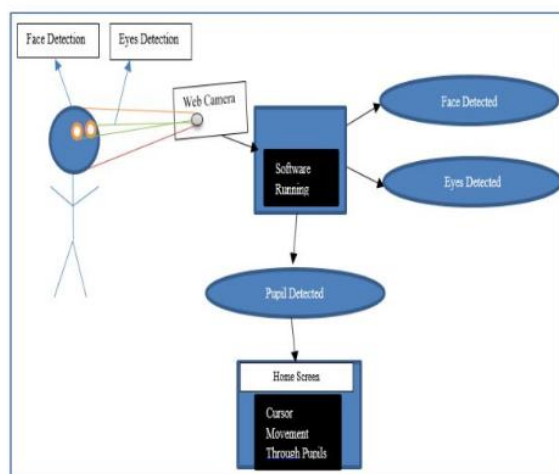 Face Detection
Eyes Detection
Web Camera
Face Detected
Software
Running
Eyes Detected
Pupil Detected
Home Screen
Cursor
Movement
Through Pupils